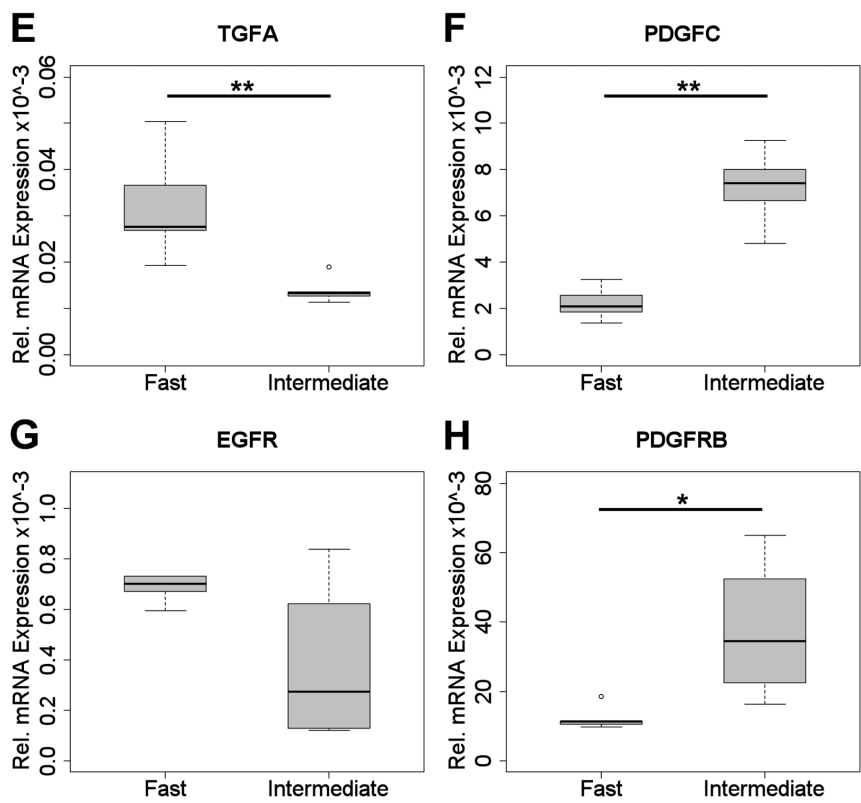 E
TGFA
Rel. mRNA Expression x10^-3
0.00 0.02 0.04 0.06
**
Fast Intermediate
F
PDGFC
Rel. mRNA Expression x10^-3
0 2 4 6 8 10 12
**
Fast Intermediate
G
EGFR
Rel. mRNA Expression x10^-3
0.0 0.2 0.4 0.6 0.8 1.0
Fast Intermediate
H
PDGFRB
Rel. mRNA Expression x10^-3
0 20 40 60 80
*
Fast Intermediate